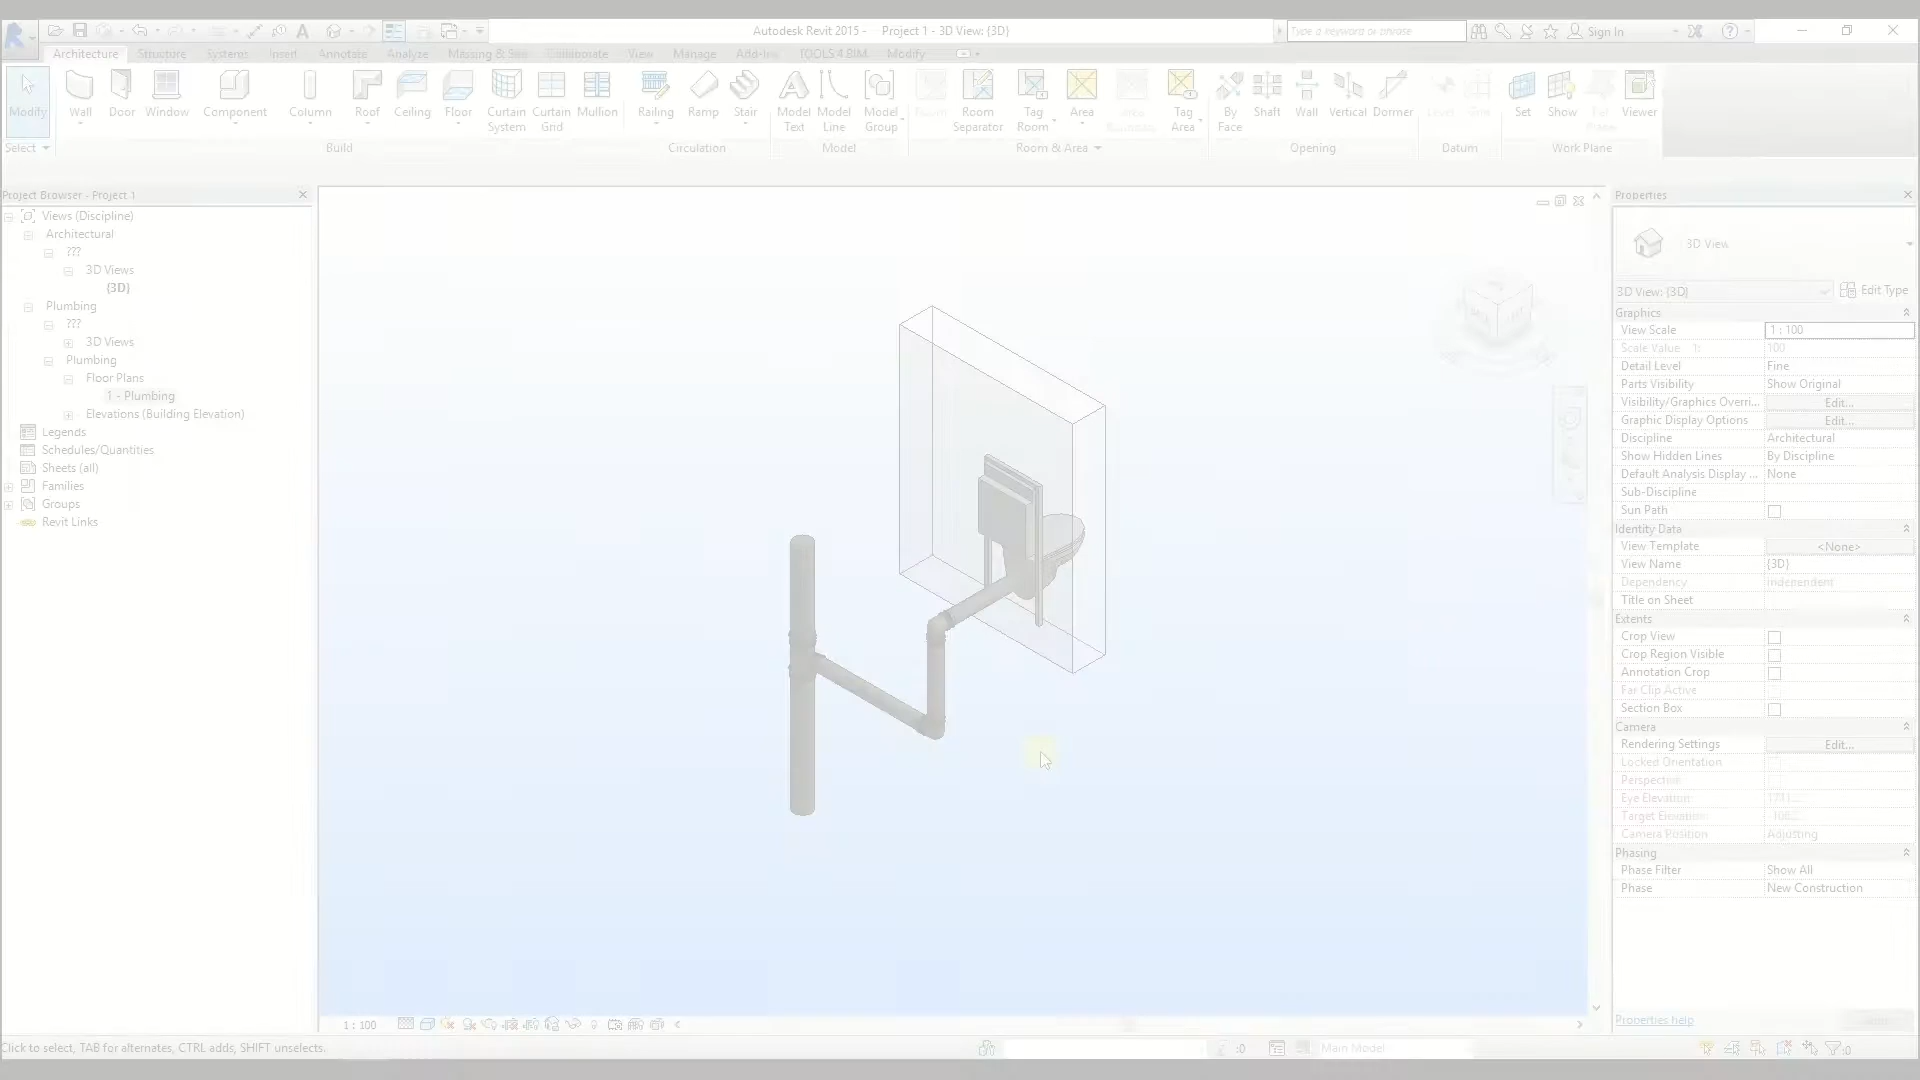 Autodesk Revit 2015 - Project 1 - 3D View: {3D}
Type a keyword or phrase
Sign In
Architecture Structure Systems Insert Annotate Analyze Massing & Site Collaborate View Manage Add-Ins TOOLS 4 BIM Modify
Modify Wall Door Window Component Column Roof Ceiling Floor Curtain System Curtain Grid Mullion Railing Ramp Stair Model Text Model Line Model Group Room Room Separator Tag Room Area Tag Area By Face Shaft Wall Vertical Dormer Level Grid Set Show Ref Plane Viewer
Select Build Circulation Model Room & Area Opening Datum Work Plane
Project Browser - Project 1
Views (Discipline)
Architectural
???
3D Views
{3D}
Plumbing
???
3D Views
Plumbing
Floor Plans
1 - Plumbing
Elevations (Building Elevation)
Legends
Schedules/Quantities
Sheets (all)
Families
Groups
Revit Links
Properties
3D View
3D View: {3D} Edit Type
Graphics
View Scale 1 : 100
Scale Value 1: 100
Detail Level Fine
Parts Visibility Show Original
Visibility/Graphics Overri... Edit...
Graphic Display Options Edit...
Discipline Architectural
Show Hidden Lines By Discipline
Default Analysis Display ... None
Sub-Discipline
Sun Path
Identity Data
View Template <None>
View Name {3D}
Dependency Independent
Title on Sheet
Extents
Crop View
Crop Region Visible
Annotation Crop
Far Clip Active
Section Box
Camera
Rendering Settings Edit...
Locked Orientation
Perspective
Eye Elevation
Target Elevation
Camera Position Adjusting
Phasing
Phase Filter Show All
Phase New Construction
Properties help
1 : 100
Click to select, TAB for alternates, CTRL adds, SHIFT unselects.
:0
Main Model
:0